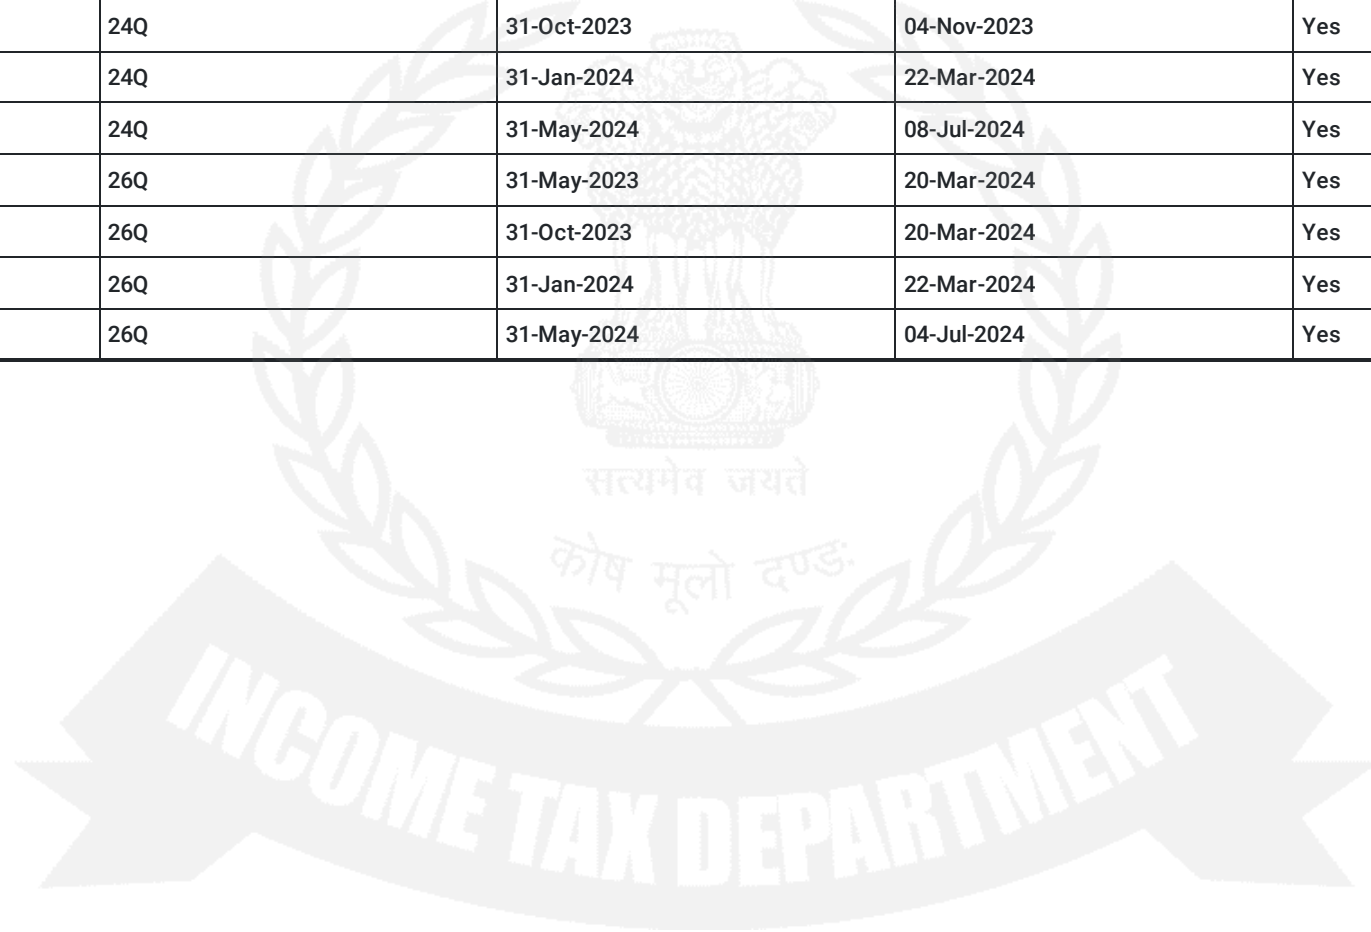 24Q 31-Oct-2023 04-Nov-2023 Yes
24Q 31-Jan-2024 22-Mar-2024 Yes
24Q 31-May-2024 08-Jul-2024 Yes
26Q 31-May-2023 20-Mar-2024 Yes
26Q 31-Oct-2023 20-Mar-2024 Yes
26Q 31-Jan-2024 22-Mar-2024 Yes
26Q 31-May-2024 04-Jul-2024 Yes
सत्यमेव जयते
कोष मूलो दण्डः
INCOME TAX DEPARTMENT